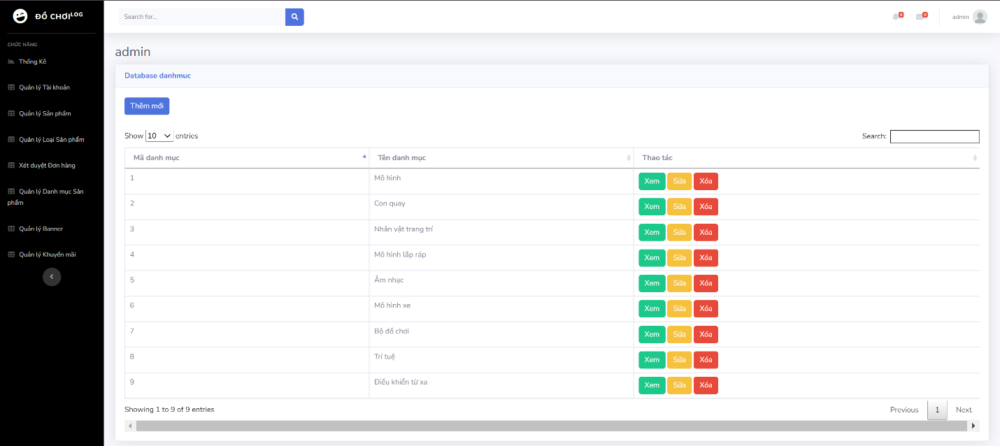 ĐỒ CHƠI LOG
CHỨC NĂNG
Thống Kê
Quản lý Tài khoản
Quản lý Sản phẩm
Quản lý Loại Sản phẩm
Xét duyệt Đơn hàng
Quản lý Danh mục Sản
phẩm
Quản lý Banner
Quản lý Khuyến mãi
Search for...
0
0
admin
admin
Database danhmuc
Thêm mới
Show 10 entries
Search:
Mã danh mục Tên danh mục Thao tác
1 Mô hình Xem Sửa Xóa
2 Con quay Xem Sửa Xóa
3 Nhân vật trang trí Xem Sửa Xóa
4 Mô hình lắp ráp Xem Sửa Xóa
5 Âm nhạc Xem Sửa Xóa
6 Mô hình xe Xem Sửa Xóa
7 Bộ đồ chơi Xem Sửa Xóa
8 Trí tuệ Xem Sửa Xóa
9 Điều khiển từ xa Xem Sửa Xóa
Showing 1 to 9 of 9 entries
Previous 1 Next